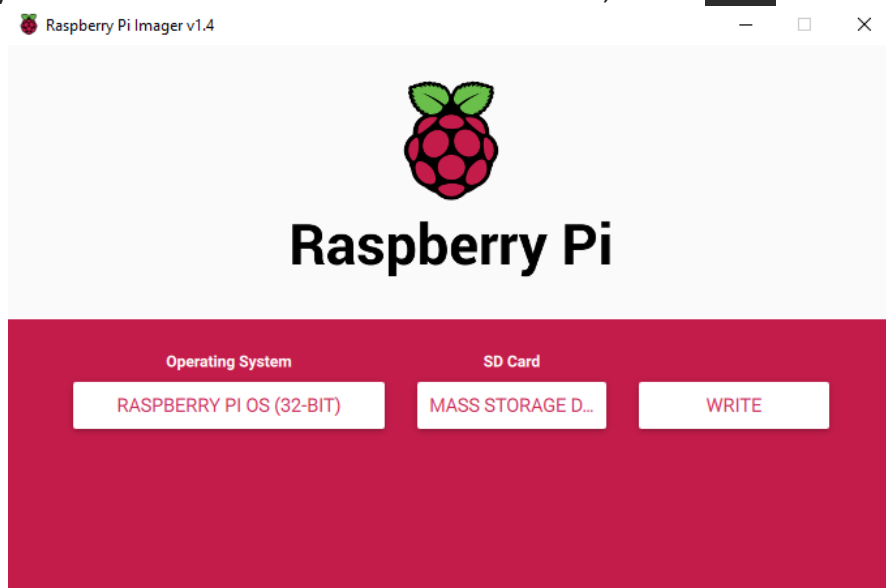 Raspberry Pi Imager v1.4
Raspberry Pi
Operating System
SD Card
RASPBERRY PI OS (32-BIT)
MASS STORAGE D...
WRITE